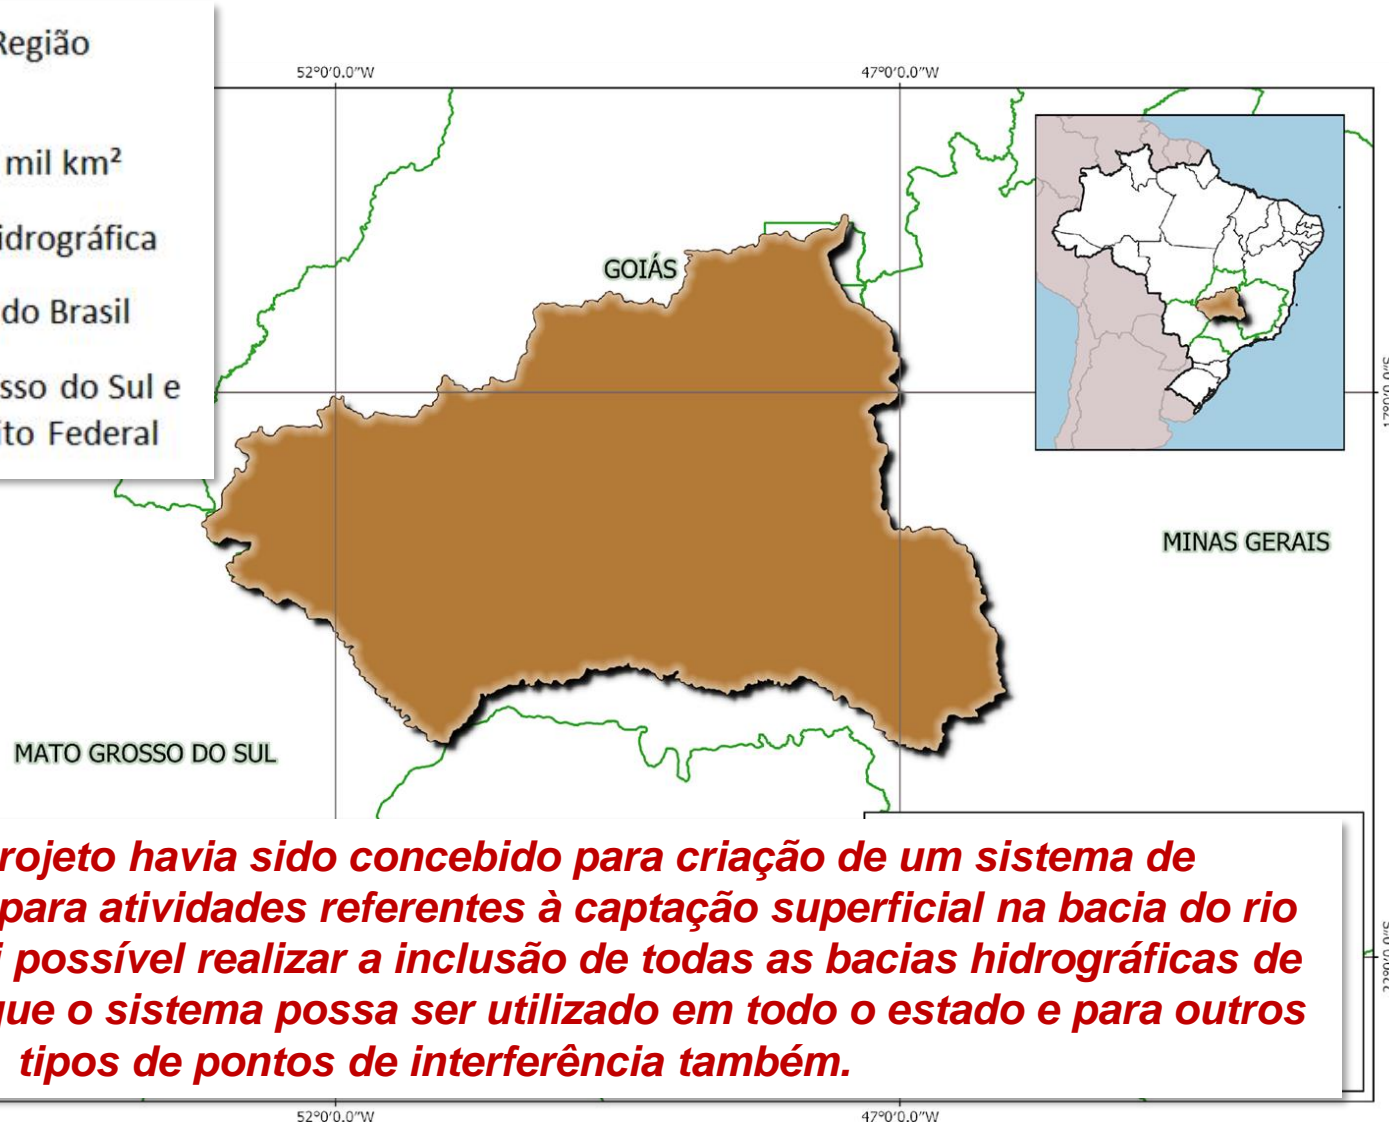 Região
mil km²
idrográfica
do Brasil
sso do Sul e
ito Federal
52°0'0.0"W
47°0'0.0"W
GOIÁS
MINAS GERAIS
MATO GROSSO DO SUL
rojeto havia sido concebido para criação de um sistema de
para atividades referentes à captação superficial na bacia do rio
i possível realizar a inclusão de todas as bacias hidrográficas de
que o sistema possa ser utilizado em todo o estado e para outros
tipos de pontos de interferência também.
52°0'0.0"W
47°0'0.0"W